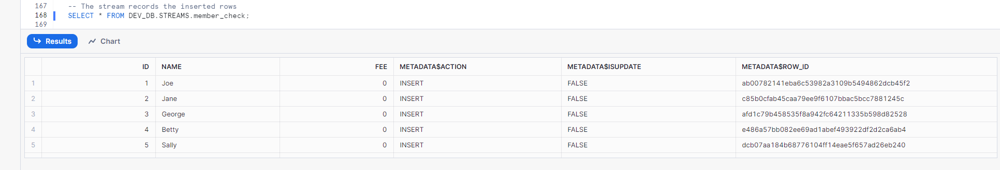 167 -- The stream records the inserted rows
168 SELECT * FROM DEV_DB.STREAMS.member_check;
169
Results Chart
ID NAME FEE METADATA$ACTION METADATA$ISUPDATE METADATA$ROW_ID
1 1 Joe 0 INSERT FALSE ab00782141eba6c53982a3109b5494862dcb45f2
2 2 Jane 0 INSERT FALSE c85b0cfab45caa79ee9f6107bbac5bcc7881245c
3 3 George 0 INSERT FALSE afd1c79b458535f8a942fc64211335b598d82528
4 4 Betty 0 INSERT FALSE e486a57bb082ee69ad1abef493922df2d2ca6ab4
5 5 Sally 0 INSERT FALSE dcb07aa184b68776104ff14eae5f657ad26eb240